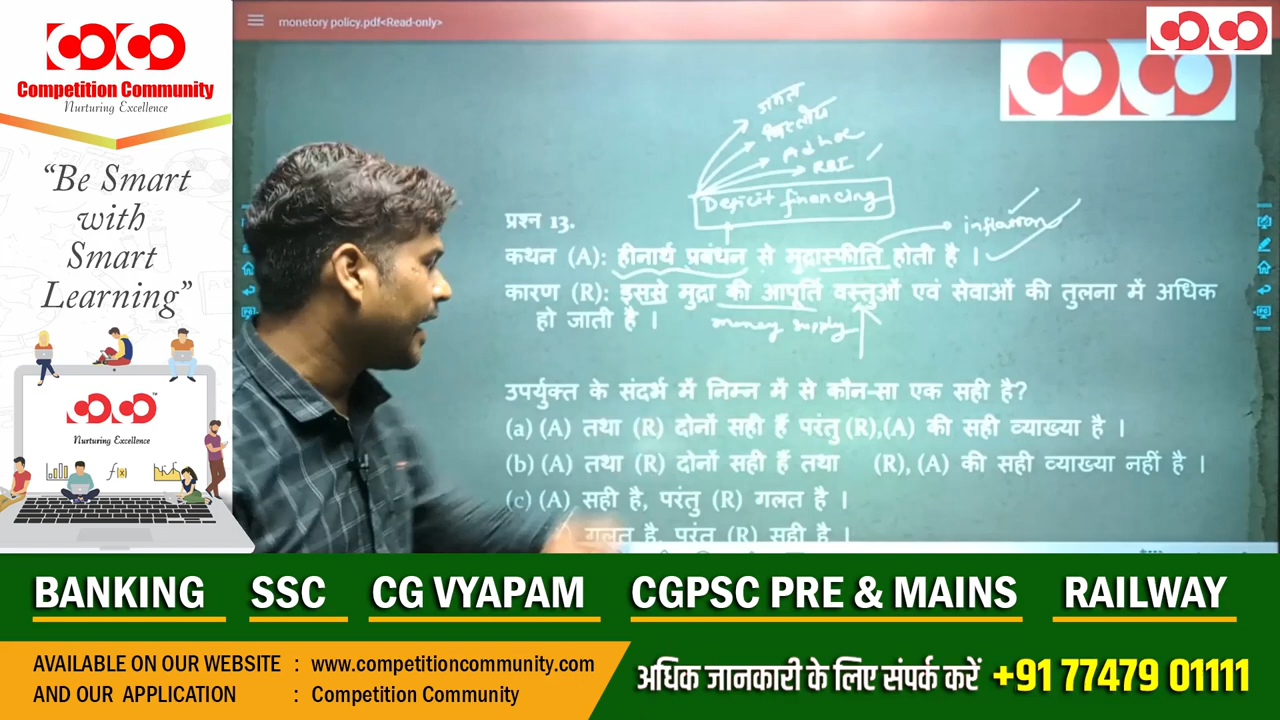 monetory policy.pdf<Read-only>
Competition Community
Nurturing Excellence
“Be Smart
with
Smart
Learning”
Nurturing Excellence
f(x)
Adhoc
RBI
Deficit financing
inflation
प्रश्न 13.
कथन (A): हीनार्थ प्रबंधन से मुद्रास्फीति होती है ।
कारण (R): इससे मुद्रा की आपूर्ति वस्तुओं एवं सेवाओं की तुलना में अधिक
हो जाती है ।
money supply
उपर्युक्त के संदर्भ में निम्न में से कौन-सा एक सही है?
(a) (A) तथा (R) दोनों सही हैं परंतु (R),(A) की सही व्याख्या है ।
(b) (A) तथा (R) दोनों सही हैं तथा (R), (A) की सही व्याख्या नहीं है ।
(c) (A) सही है, परंतु (R) गलत है ।
गलत है, परंतु (R) सही है ।
BANKING SSC CG VYAPAM CGPSC PRE & MAINS RAILWAY
AVAILABLE ON OUR WEBSITE : www.competitioncommunity.com
AND OUR APPLICATION : Competition Community
अधिक जानकारी के लिए संपर्क करें +91 77479 01111